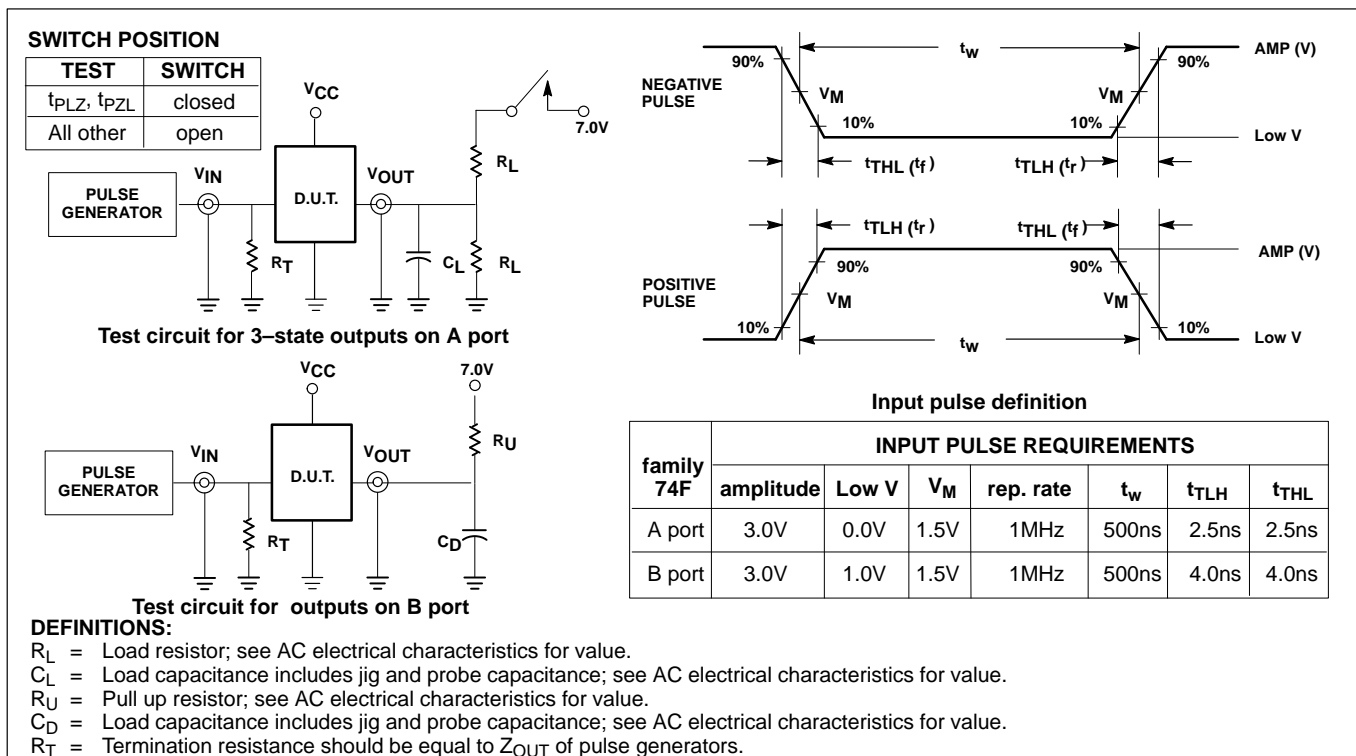 SWITCH POSITION
TEST SWITCH
tPLZ, tPZL closed
All other open
VCC
7.0V
RL
VIN
VOUT
PULSE
GENERATOR
D.U.T.
RT
CL
RL
Test circuit for 3–state outputs on A port
VCC
7.0V
RU
VIN
VOUT
PULSE
GENERATOR
D.U.T.
RT
CD
Test circuit for outputs on B port
NEGATIVE
PULSE
90%
tw
90%
AMP (V)
VM
VM
10%
10%
Low V
tTHL (tf)
tTLH (tr)
tTLH (tr)
tTHL (tf)
AMP (V)
POSITIVE
PULSE
90%
90%
VM
VM
10%
10%
tw
Low V
Input pulse definition
family
74F
INPUT PULSE REQUIREMENTS
amplitude Low V VM rep. rate tw tTLH tTHL
A port 3.0V 0.0V 1.5V 1MHz 500ns 2.5ns 2.5ns
B port 3.0V 1.0V 1.5V 1MHz 500ns 4.0ns 4.0ns
DEFINITIONS:
RL = Load resistor; see AC electrical characteristics for value.
CL = Load capacitance includes jig and probe capacitance; see AC electrical characteristics for value.
RU = Pull up resistor; see AC electrical characteristics for value.
CD = Load capacitance includes jig and probe capacitance; see AC electrical characteristics for value.
RT = Termination resistance should be equal to ZOUT of pulse generators.